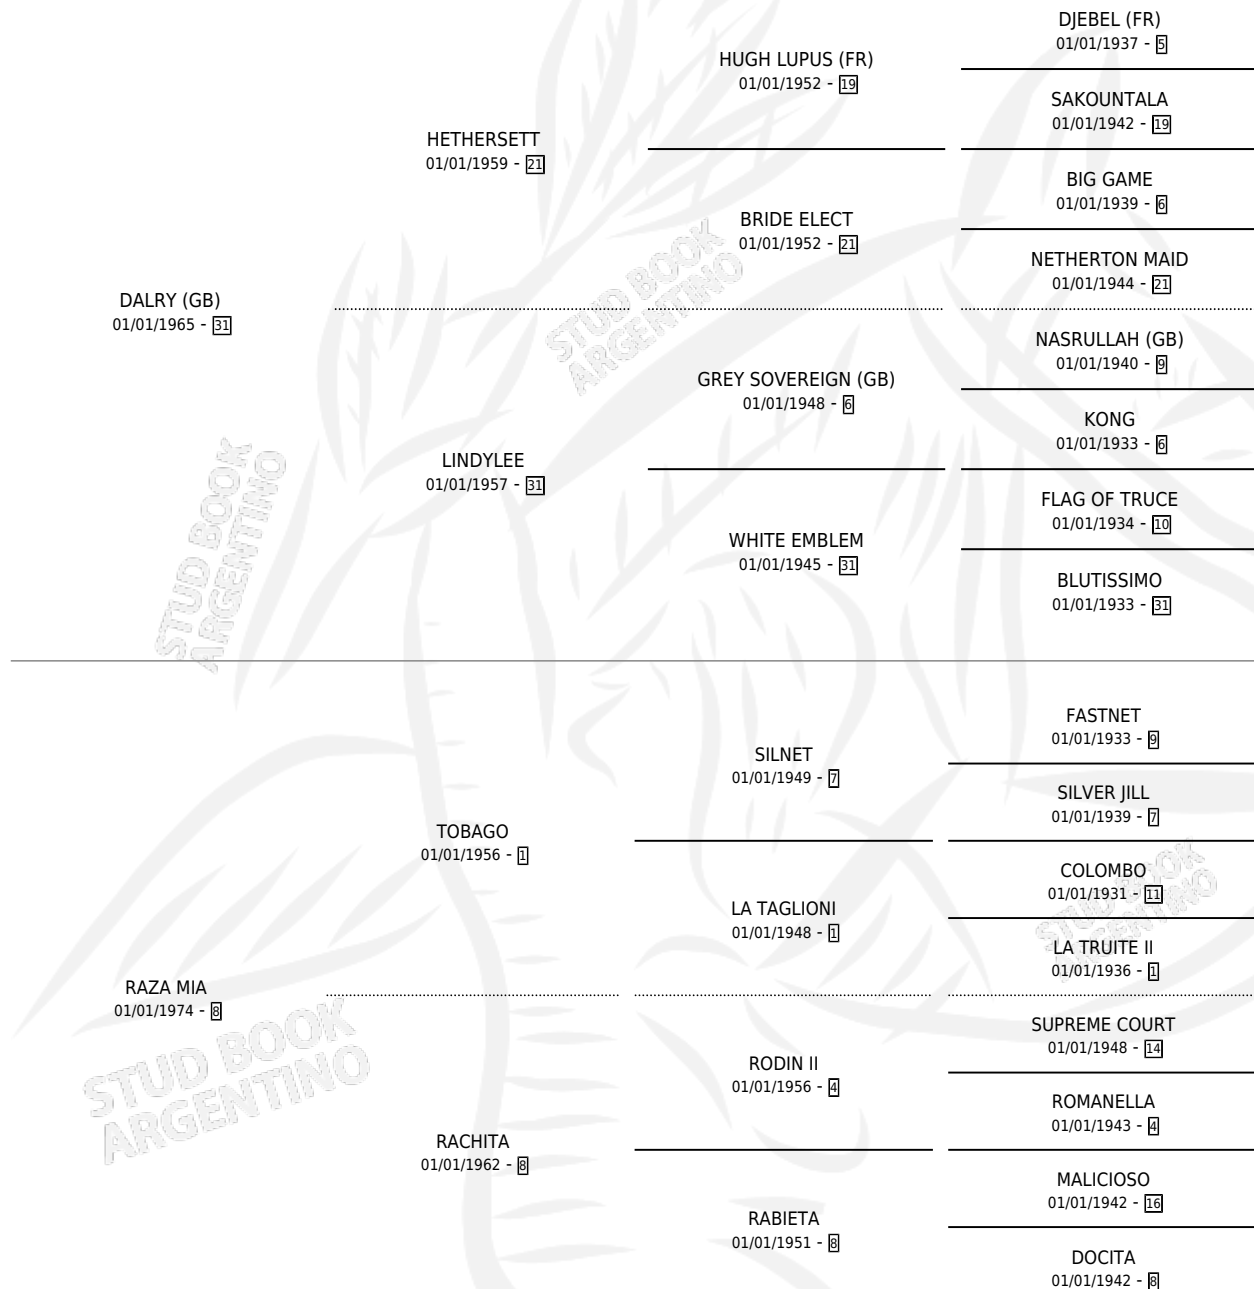 DJEBEL (FR)
01/01/1937 - 5
HUGH LUPUS (FR)
01/01/1952 - 19
SAKOUNTALA
01/01/1942 - 19
HETHERSETT
01/01/1959 - 21
BIG GAME
01/01/1939 - 6
BRIDE ELECT
01/01/1952 - 21
NETHERTON MAID
01/01/1944 - 21
DALRY (GB)
01/01/1965 - 31
NASRULLAH (GB)
01/01/1940 - 9
GREY SOVEREIGN (GB)
01/01/1948 - 6
KONG
01/01/1933 - 6
LINDYLEE
01/01/1957 - 31
FLAG OF TRUCE
01/01/1934 - 10
WHITE EMBLEM
01/01/1945 - 31
BLUTISSIMO
01/01/1933 - 31
FASTNET
01/01/1933 - 9
SILNET
01/01/1949 - 7
SILVER JILL
01/01/1939 - 7
TOBAGO
01/01/1956 - 1
COLOMBO
01/01/1931 - 11
LA TAGLIONI
01/01/1948 - 1
LA TRUITE II
01/01/1936 - 1
RAZA MIA
01/01/1974 - 8
SUPREME COURT
01/01/1948 - 14
RODIN II
01/01/1956 - 4
ROMANELLA
01/01/1943 - 4
RACHITA
01/01/1962 - 8
MALICIOSO
01/01/1942 - 16
RABIETA
01/01/1951 - 8
DOCITA
01/01/1942 - 8
STUD BOOK
ARGENTINO
STUD BOOK
ARGENTINO
STUD BOOK
ARGENTINO
STUD BOOK
ARGENTINO